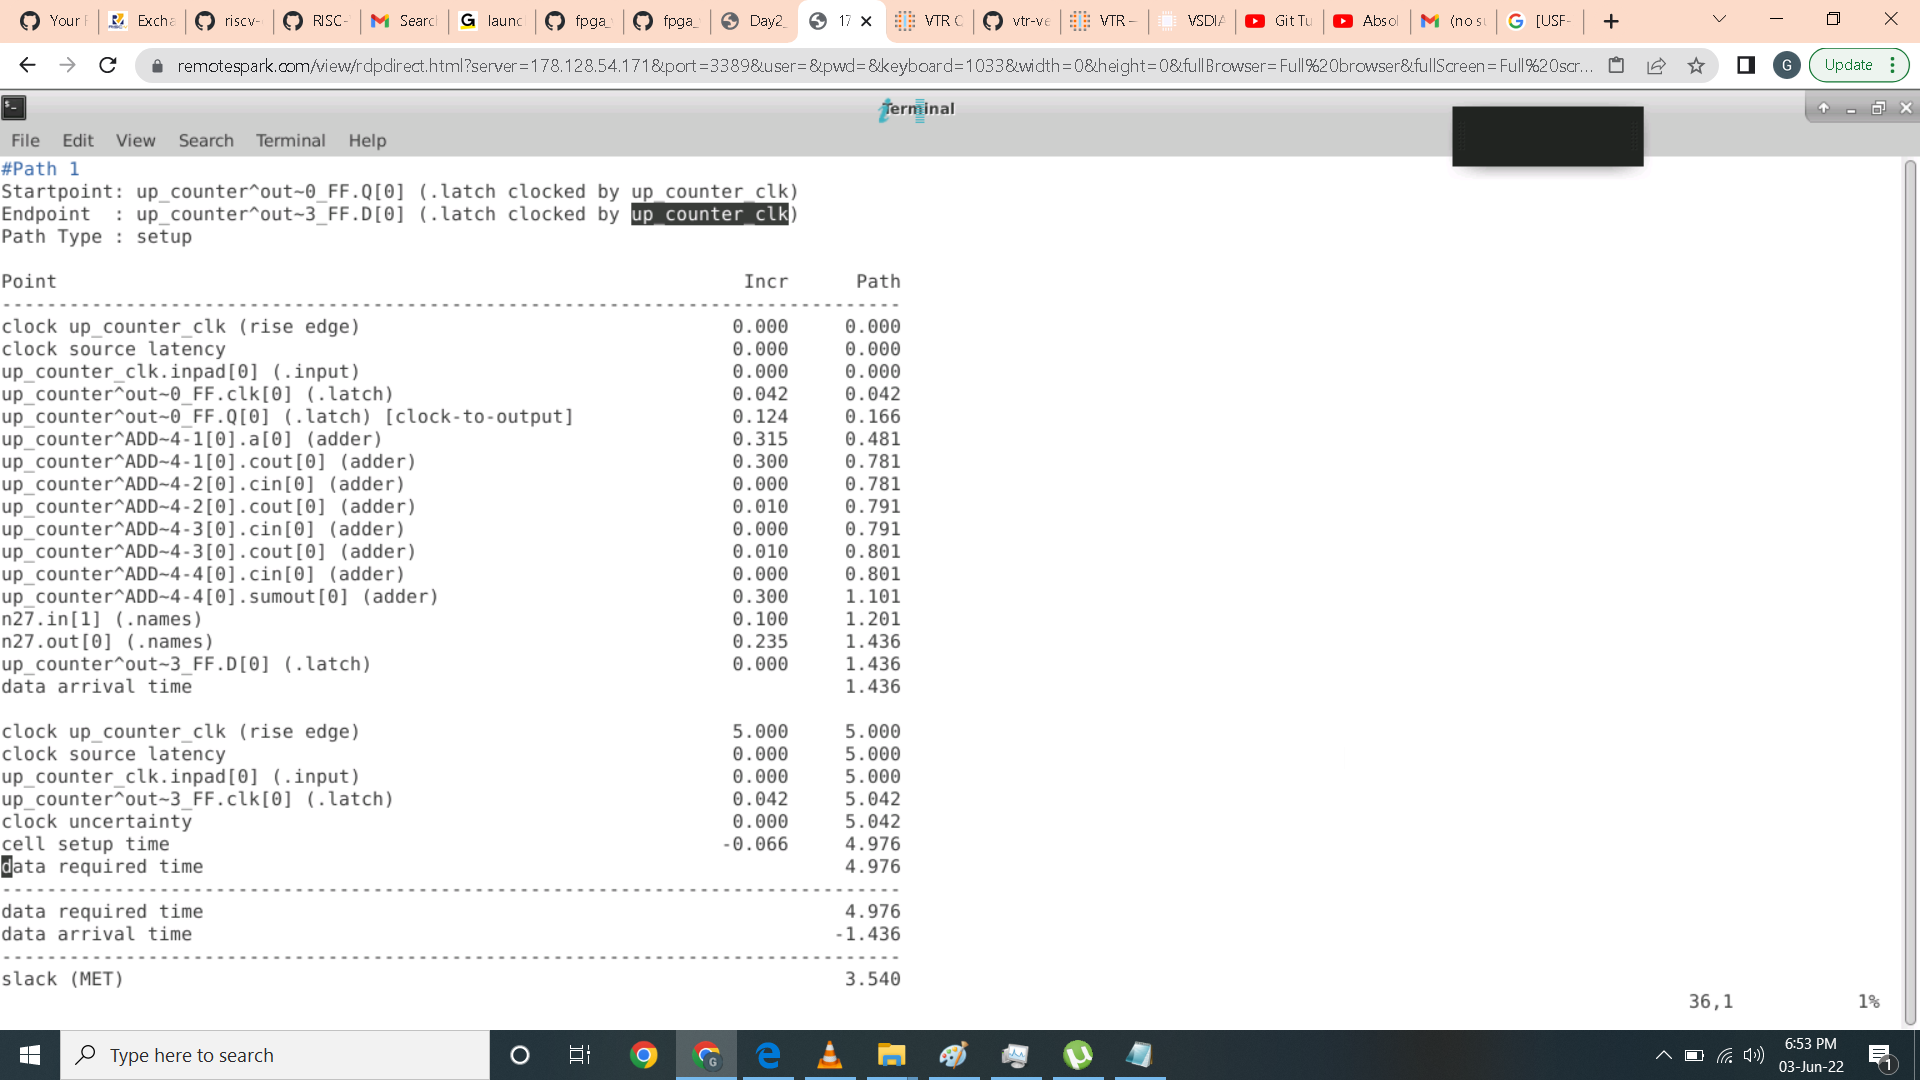 Your F
Excha
riscv-
RISC-
Searc
launc
fpga_
fpga_
Day2_
17
VTR C
vtr-ve
VTR —
VSDIA
Git Tu
Absol
(no su
[USF-
remotespark.com/view/rdpdirect.html?server=178.128.54.171&port=3389&user=&pwd=&keyboard=1033&width=0&height=0&fullBrowser=Full%20browser&fullScreen=Full%20scr...
G
Update
Terminal
File Edit View Search Terminal Help
#Path 1
Startpoint: up_counter^out~0_FF.Q[0] (.latch clocked by up_counter_clk)
Endpoint : up_counter^out~3_FF.D[0] (.latch clocked by up_counter_clk)
Path Type : setup
Point Incr Path
--------------------------------------------------------------------------------
clock up_counter_clk (rise edge) 0.000 0.000
clock source latency 0.000 0.000
up_counter_clk.inpad[0] (.input) 0.000 0.000
up_counter^out~0_FF.clk[0] (.latch) 0.042 0.042
up_counter^out~0_FF.Q[0] (.latch) [clock-to-output] 0.124 0.166
up_counter^ADD~4-1[0].a[0] (adder) 0.315 0.481
up_counter^ADD~4-1[0].cout[0] (adder) 0.300 0.781
up_counter^ADD~4-2[0].cin[0] (adder) 0.000 0.781
up_counter^ADD~4-2[0].cout[0] (adder) 0.010 0.791
up_counter^ADD~4-3[0].cin[0] (adder) 0.000 0.791
up_counter^ADD~4-3[0].cout[0] (adder) 0.010 0.801
up_counter^ADD~4-4[0].cin[0] (adder) 0.000 0.801
up_counter^ADD~4-4[0].sumout[0] (adder) 0.300 1.101
n27.in[1] (.names) 0.100 1.201
n27.out[0] (.names) 0.235 1.436
up_counter^out~3_FF.D[0] (.latch) 0.000 1.436
data arrival time 1.436
clock up_counter_clk (rise edge) 5.000 5.000
clock source latency 0.000 5.000
up_counter_clk.inpad[0] (.input) 0.000 5.000
up_counter^out~3_FF.clk[0] (.latch) 0.042 5.042
clock uncertainty 0.000 5.042
cell setup time -0.066 4.976
data required time 4.976
--------------------------------------------------------------------------------
data required time 4.976
data arrival time -1.436
--------------------------------------------------------------------------------
slack (MET) 3.540
36,1 1%
Type here to search
6:53 PM
03-Jun-22
1